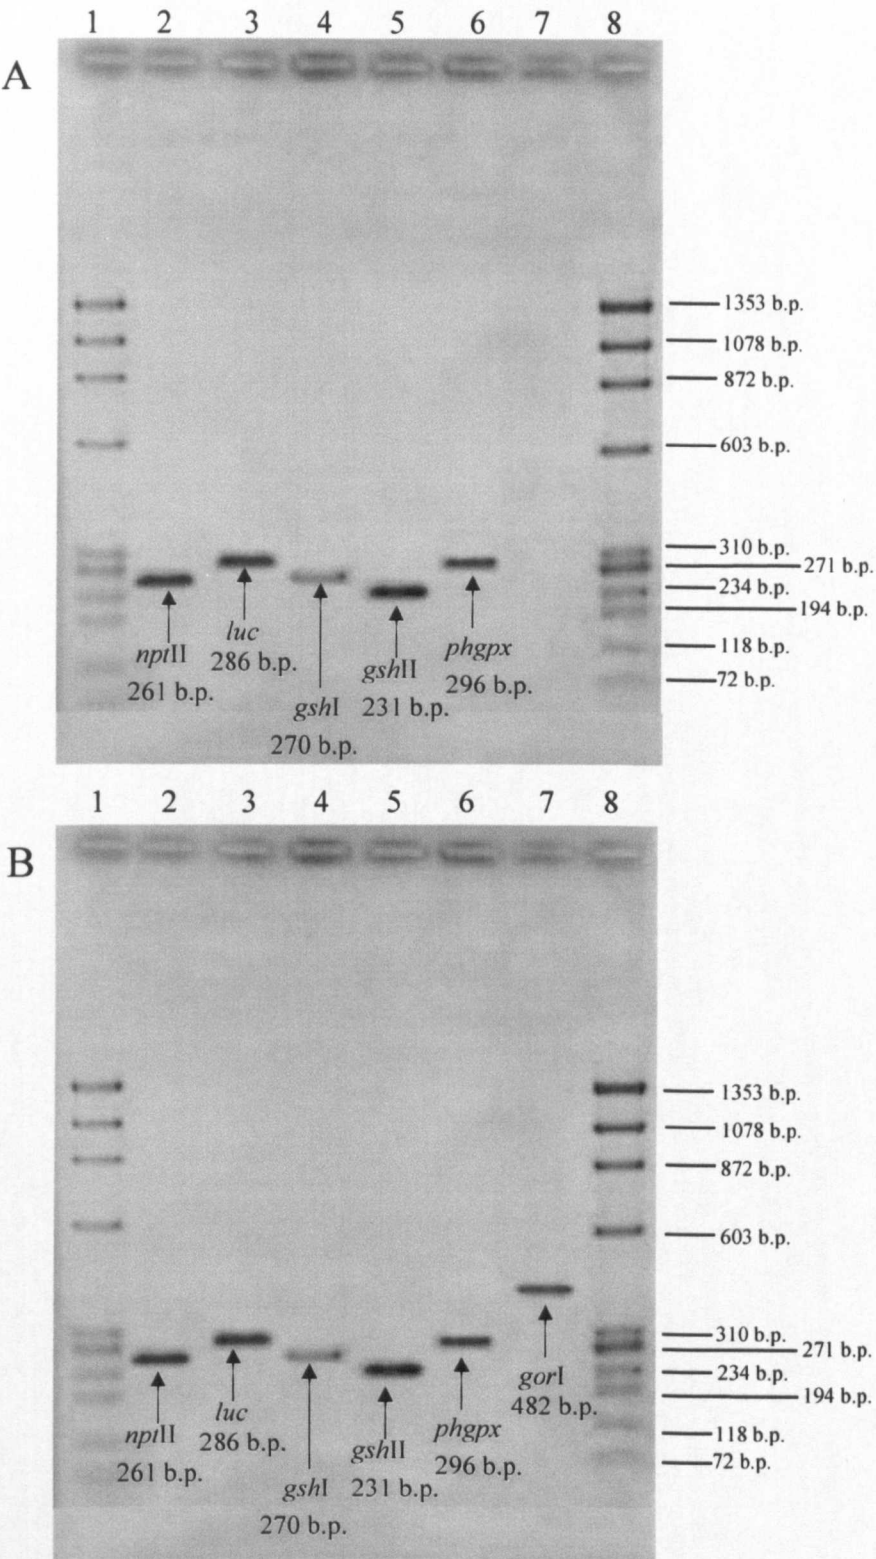 1 2 3 4 5 6 7 8
A
1353 b.p.
1078 b.p.
872 b.p.
603 b.p.
310 b.p.
271 b.p.
234 b.p.
194 b.p.
118 b.p.
72 b.p.
nptII
261 b.p.
luc
286 b.p.
gshI
270 b.p.
gshII
231 b.p.
phgpx
296 b.p.
1 2 3 4 5 6 7 8
B
1353 b.p.
1078 b.p.
872 b.p.
603 b.p.
310 b.p.
271 b.p.
234 b.p.
194 b.p.
118 b.p.
72 b.p.
nptII
261 b.p.
luc
286 b.p.
gshI
270 b.p.
gshII
231 b.p.
phgpx
296 b.p.
gorI
482 b.p.